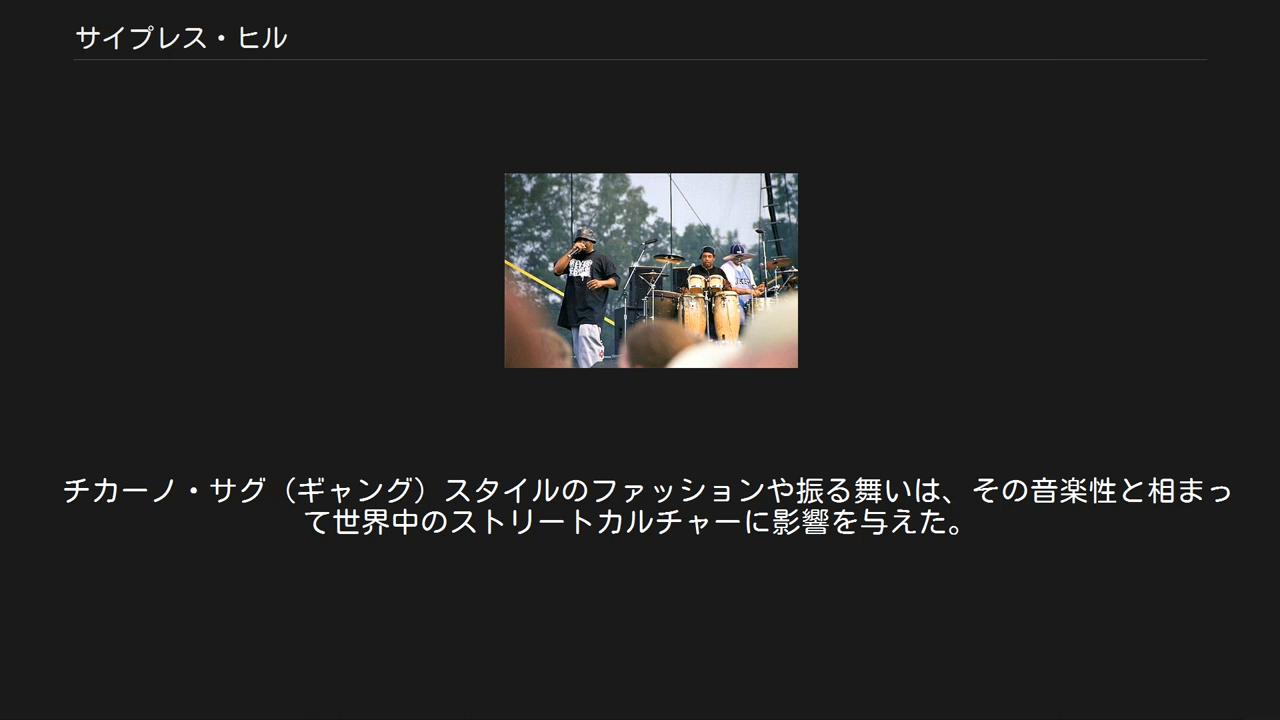 サイプレス・ヒル
チカーノ・サグ（ギャング）スタイルのファッションや振る舞いは、その音楽性と相まっ
て世界中のストリートカルチャーに影響を与えた。